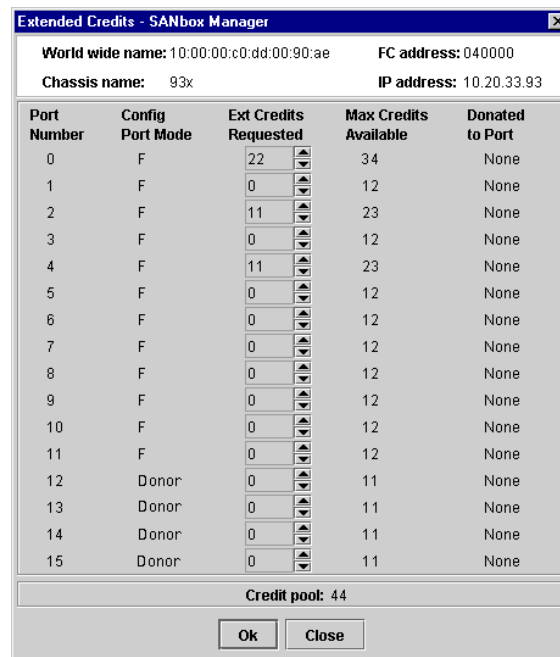 Extended Credits - SANbox Manager
World wide name: 10:00:00:c0:dd:00:90:ae FC address: 040000
Chassis name: 93x IP address: 10.20.33.93
Port Number Config Port Mode Ext Credits Requested Max Credits Available Donated to Port
0 F 22 34 None
1 F 0 12 None
2 F 11 23 None
3 F 0 12 None
4 F 11 23 None
5 F 0 12 None
6 F 0 12 None
7 F 0 12 None
8 F 0 12 None
9 F 0 12 None
10 F 0 12 None
11 F 0 12 None
12 Donor 0 11 None
13 Donor 0 11 None
14 Donor 0 11 None
15 Donor 0 11 None
Credit pool: 44
Ok Close